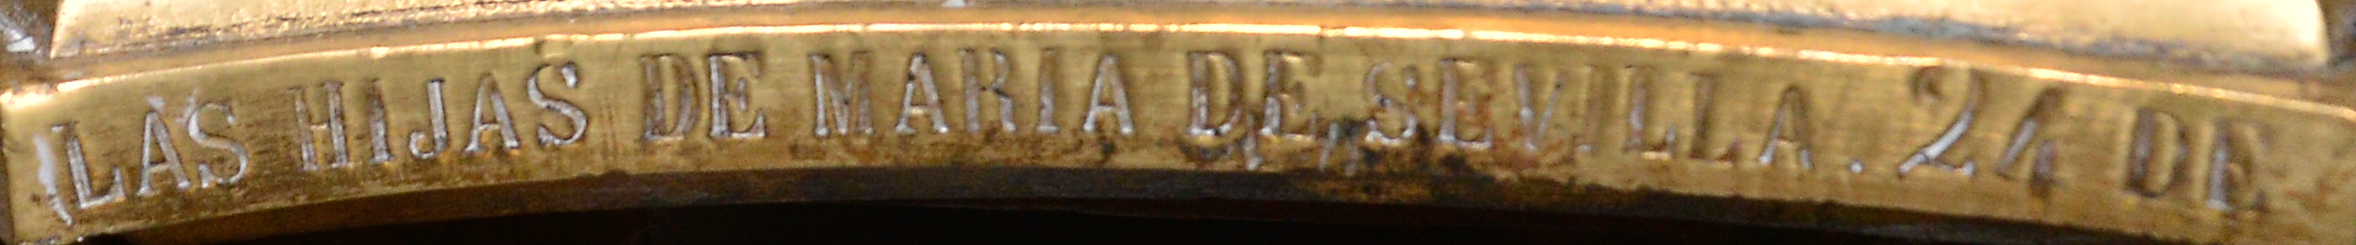 LAS HIJAS DE MARIA DE SEVILLA. 24 DE